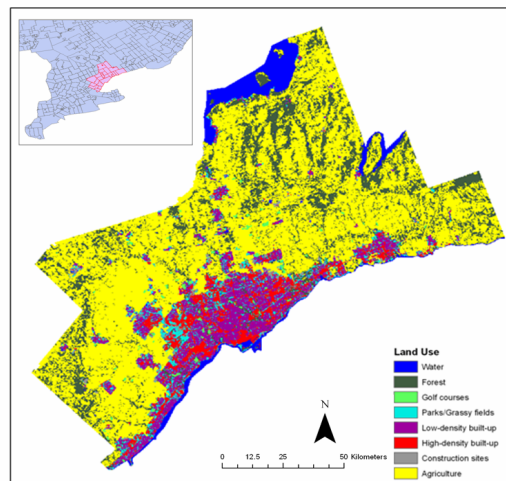 Land Use
Water
Forest
Golf courses
Parks/Grassy fields
Low-density built-up
High-density built-up
Construction sites
Agriculture
N
0 12.5 25 50 Kilometers